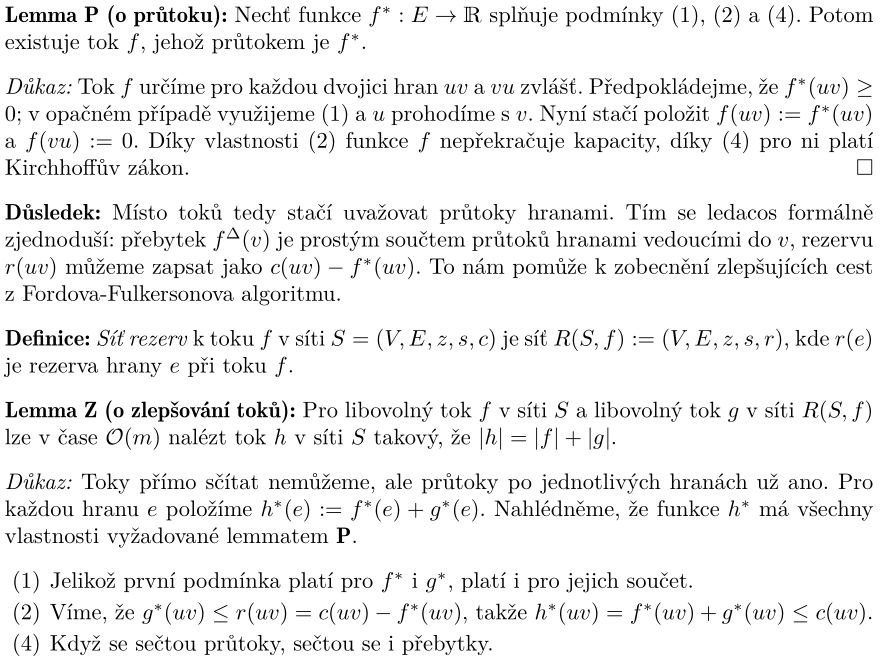 Lemma P (o průtoku): Nechť funkce f* : E → ℝ splňuje podmínky (1), (2) a (4). Potom
existuje tok f, jehož průtokem je f*.
Důkaz: Tok f určíme pro každou dvojici hran uv a vu zvlášť. Předpokládejme, že f*(uv) ≥
0; v opačném případě využijeme (1) a u prohodíme s v. Nyní stačí položit f(uv) := f*(uv)
a f(vu) := 0. Díky vlastnosti (2) funkce f nepřekračuje kapacity, díky (4) pro ni platí
Kirchhoffův zákon. □
Důsledek: Místo toků tedy stačí uvažovat průtoky hranami. Tím se ledacos formálně
zjednoduší: přebytek f^Δ(v) je prostým součtem průtoků hranami vedoucími do v, rezervu
r(uv) můžeme zapsat jako c(uv) − f*(uv). To nám pomůže k zobecnění zlepšujících cest
z Fordova-Fulkersonova algoritmu.
Definice: Síť rezerv k toku f v síti S = (V, E, z, s, c) je síť R(S, f) := (V, E, z, s, r), kde r(e)
je rezerva hrany e při toku f.
Lemma Z (o zlepšování toků): Pro libovolný tok f v síti S a libovolný tok g v síti R(S, f)
lze v čase 𝒪(m) nalézt tok h v síti S takový, že |h| = |f| + |g|.
Důkaz: Toky přímo sčítat nemůžeme, ale průtoky po jednotlivých hranách už ano. Pro
každou hranu e položíme h*(e) := f*(e) + g*(e). Nahlédněme, že funkce h* má všechny
vlastnosti vyžadované lemmatem P.
(1) Jelikož první podmínka platí pro f* i g*, platí i pro jejich součet.
(2) Víme, že g*(uv) ≤ r(uv) = c(uv) − f*(uv), takže h*(uv) = f*(uv) + g*(uv) ≤ c(uv).
(4) Když se sečtou průtoky, sečtou se i přebytky.